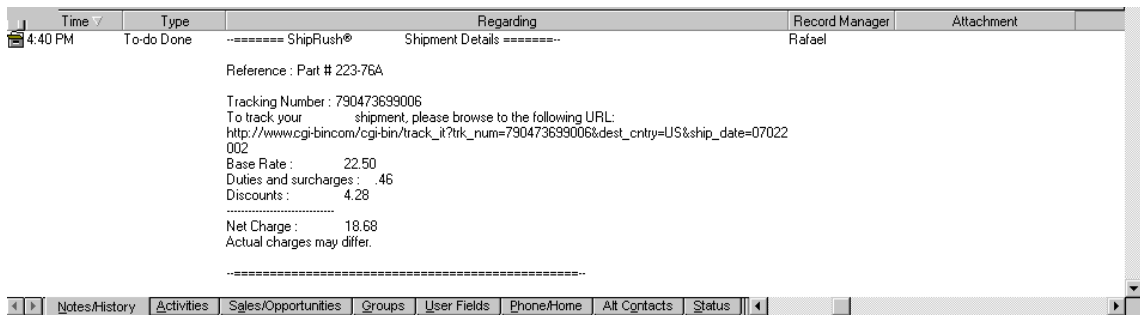 Time Type Regarding Record Manager Attachment
4:40 PM To-do Done --======= ShipRush® Shipment Details =======-- Rafael
Reference : Part # 223-76A
Tracking Number : 790473699006
To track your shipment, please browse to the following URL:
http://www.cgi-bincom/cgi-bin/track_it?trk_num=790473699006&dest_cntry=US&ship_date=07022
002
Base Rate : 22.50
Duties and surcharges : .46
Discounts : 4.28
------------------------------
Net Charge : 18.68
Actual charges may differ.
--================================================--
Notes/History Activities Sales/Opportunities Groups User Fields Phone/Home Alt Contacts Status